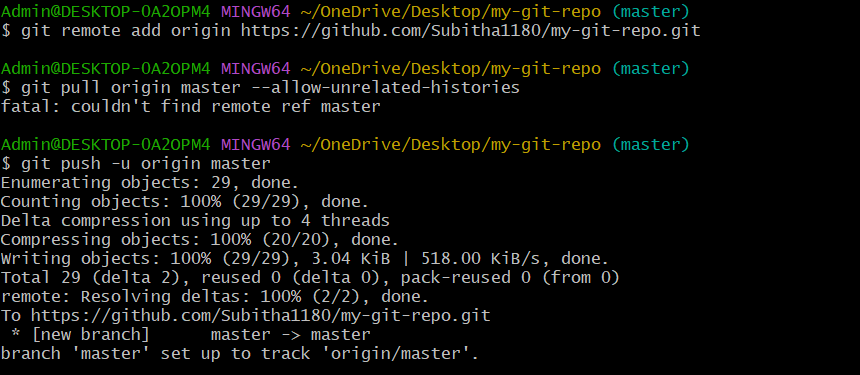 Admin@DESKTOP-OA2OPM4 MINGW64 ~/OneDrive/Desktop/my-git-repo (master)
$ git remote add origin https://github.com/Subitha1180/my-git-repo.git
Admin@DESKTOP-OA2OPM4 MINGW64 ~/OneDrive/Desktop/my-git-repo (master)
$ git pull origin master --allow-unrelated-histories
fatal: couldn't find remote ref master
Admin@DESKTOP-OA2OPM4 MINGW64 ~/OneDrive/Desktop/my-git-repo (master)
$ git push -u origin master
Enumerating objects: 29, done.
Counting objects: 100% (29/29), done.
Delta compression using up to 4 threads
Compressing objects: 100% (20/20), done.
Writing objects: 100% (29/29), 3.04 KiB | 518.00 KiB/s, done.
Total 29 (delta 2), reused 0 (delta 0), pack-reused 0 (from 0)
remote: Resolving deltas: 100% (2/2), done.
To https://github.com/Subitha1180/my-git-repo.git
 * [new branch]      master -> master
branch 'master' set up to track 'origin/master'.